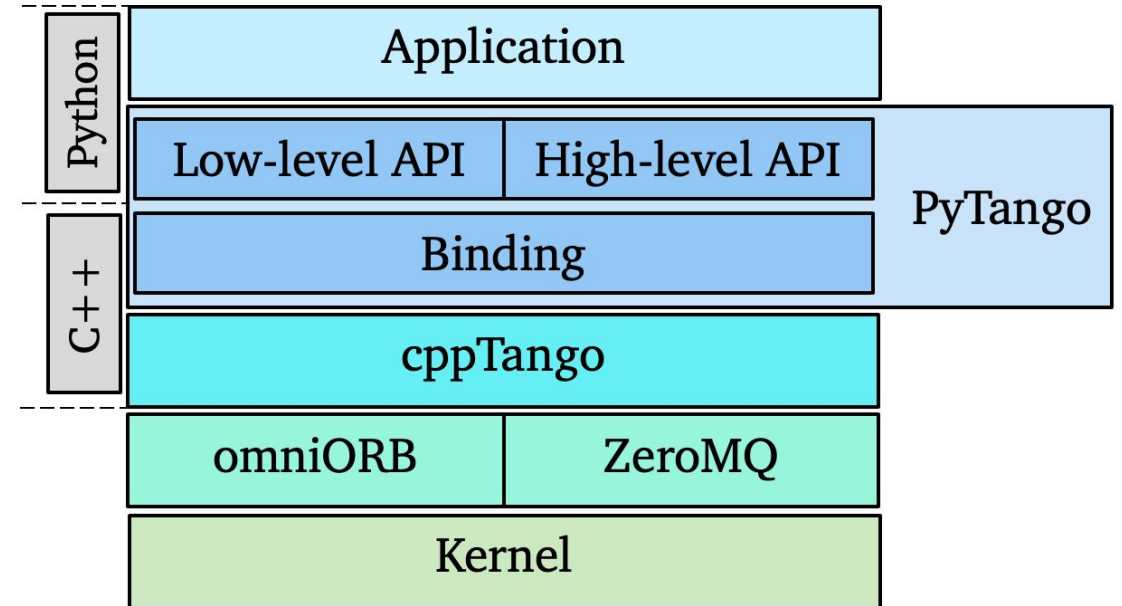 Python
Application
Low-level API
High-level API
PyTango
Binding
C++
cppTango
omniORB
ZeroMQ
Kernel